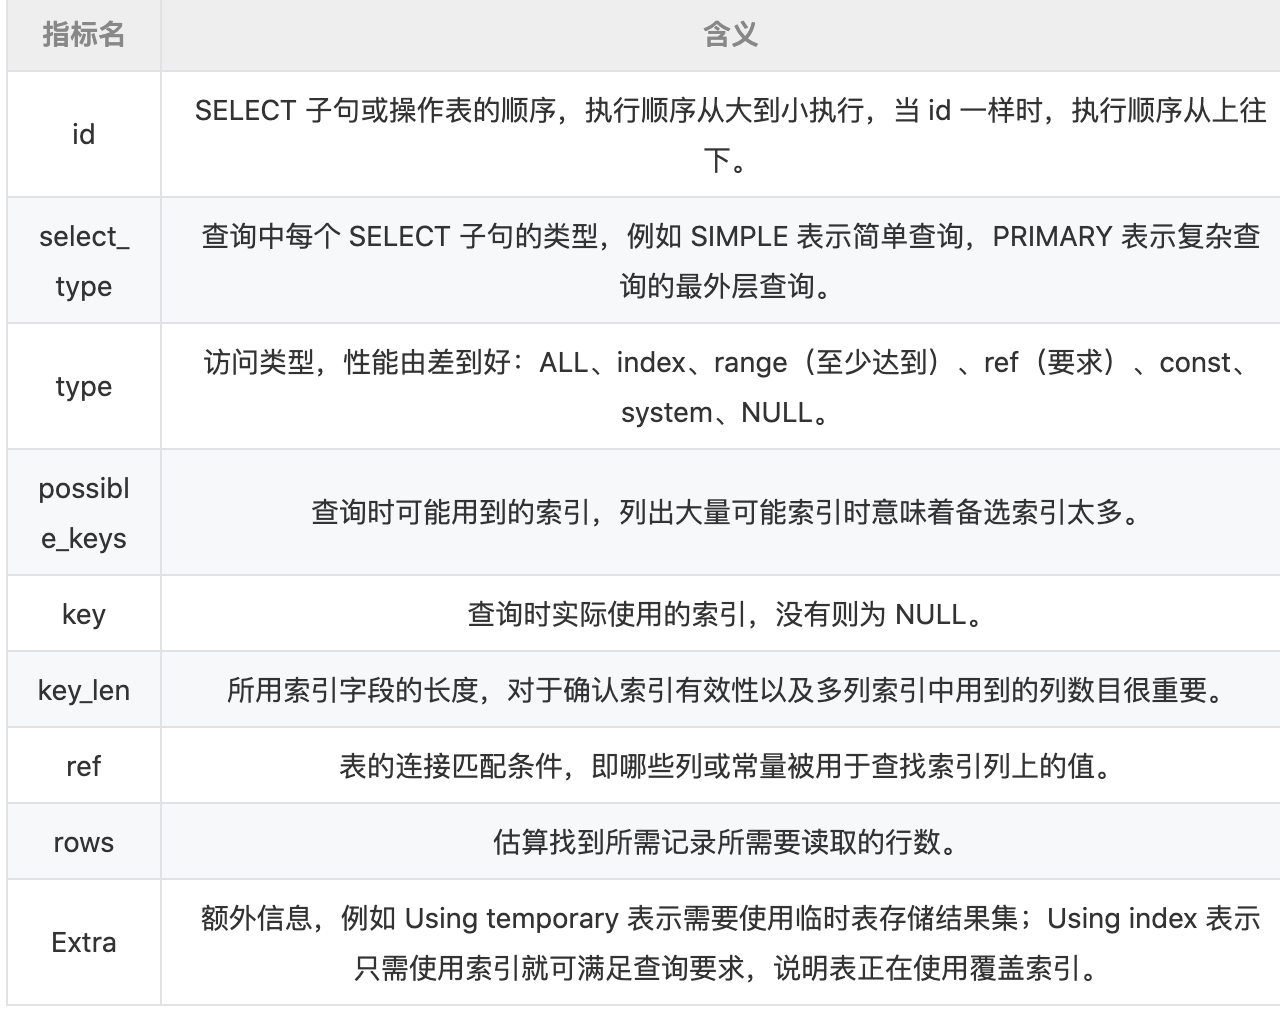 指标名
含义
id
SELECT 子句或操作表的顺序，执行顺序从大到小执行，当 id 一样时，执行顺序从上往
下。
select_
type
查询中每个 SELECT 子句的类型，例如 SIMPLE 表示简单查询，PRIMARY 表示复杂查
询的最外层查询。
type
访问类型，性能由差到好：ALL、index、range（至少达到）、ref（要求）、const、
system、NULL。
possibl
e_keys
查询时可能用到的索引，列出大量可能索引时意味着备选索引太多。
key
查询时实际使用的索引，没有则为 NULL。
key_len
所用索引字段的长度，对于确认索引有效性以及多列索引中用到的列数目很重要。
ref
表的连接匹配条件，即哪些列或常量被用于查找索引列上的值。
rows
估算找到所需记录所需要读取的行数。
Extra
额外信息，例如 Using temporary 表示需要使用临时表存储结果集；Using index 表示
只需使用索引就可满足查询要求，说明表正在使用覆盖索引。